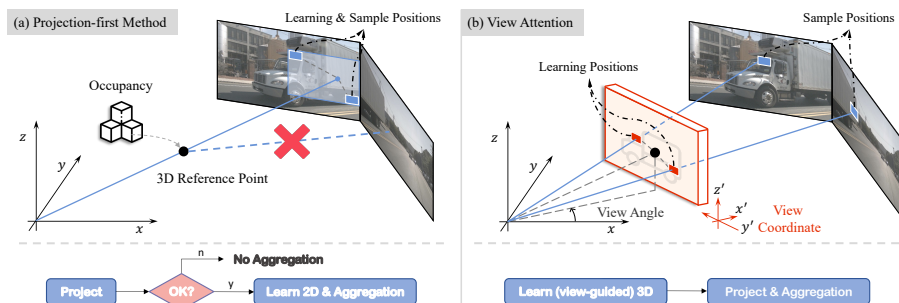 (a) Projection-first Method
Learning & Sample Positions
Occupancy
z
y
3D Reference Point
x
n
No Aggregation
Project
OK?
y
Learn 2D & Aggregation
(b) View Attention
Sample Positions
Learning Positions
z
y
View Angle
x
z′
x′
y′
View
Coordinate
Learn (view-guided) 3D
Project & Aggregation